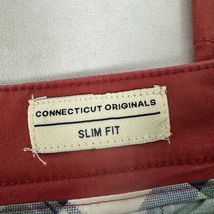 CONNECTICUT ORIGINALS
SLIM FIT